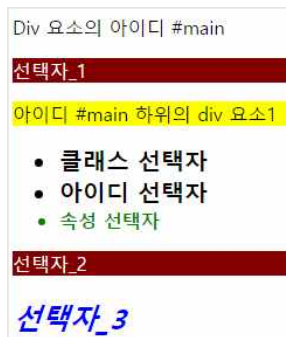 Div 요소의 아이디 #main
선택자_1
아이디 #main 하위의 div 요소1
클래스 선택자
아이디 선택자
속성 선택자
선택자_2
선택자_3